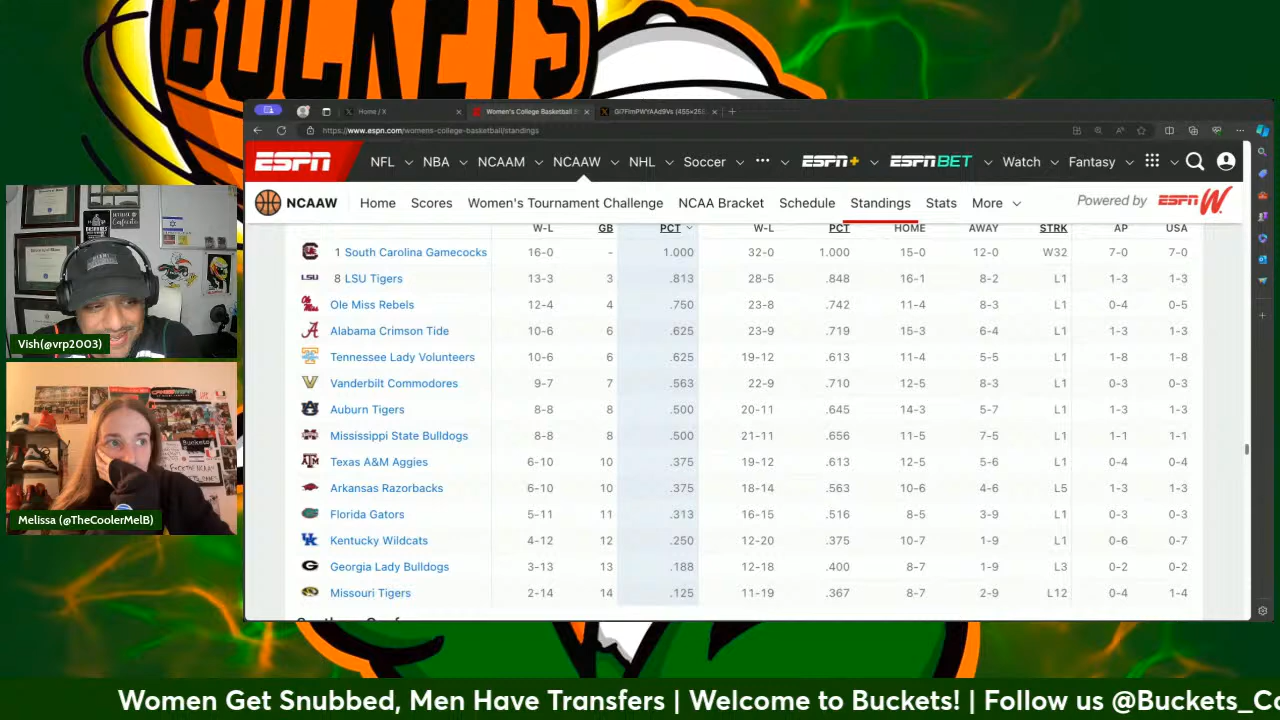 BUCKETS
Home / X
Women's College Basketball
https://www.espn.com/womens-college-basketball/standings
ESPN NFL NBA NCAAM NCAAW NHL Soccer ESPN+ ESPN BET Watch Fantasy
NCAAW Home Scores Women's Tournament Challenge NCAA Bracket Schedule Standings Stats More Powered by ESPN W
W-L GB PCT W-L PCT HOME AWAY STRK AP USA
1 South Carolina Gamecocks 16-0 - 1.000 32-0 1.000 15-0 12-0 W32 7-0 7-0
LSU 8 LSU Tigers 13-3 3 .813 28-5 .848 16-1 8-2 L1 1-3 1-3
Ole Miss Rebels 12-4 4 .750 23-8 .742 11-4 8-3 L1 0-4 0-5
Alabama Crimson Tide 10-6 6 .625 23-9 .719 15-3 6-4 L1 1-3 1-3
Tennessee Lady Volunteers 10-6 6 .625 19-12 .613 11-4 5-5 L1 1-8 1-8
Vanderbilt Commodores 9-7 7 .563 22-9 .710 12-5 8-3 L1 0-3 0-3
Auburn Tigers 8-8 8 .500 20-11 .645 14-3 5-7 L1 1-3 1-3
Mississippi State Bulldogs 8-8 8 .500 21-11 .656 11-5 7-5 L1 1-1 1-1
Texas A&M Aggies 6-10 10 .375 19-12 .613 12-5 5-6 L1 0-4 0-4
Arkansas Razorbacks 6-10 10 .375 18-14 .563 10-6 4-6 L5 1-3 1-3
Florida Gators 5-11 11 .313 16-15 .516 8-5 3-9 L1 0-3 0-3
Kentucky Wildcats 4-12 12 .250 12-20 .375 10-7 1-9 L1 0-6 0-7
Georgia Lady Bulldogs 3-13 13 .188 12-18 .400 8-7 1-9 L3 0-2 0-2
Missouri Tigers 2-14 14 .125 11-19 .367 8-7 2-9 L12 0-4 1-4
Vish(@vrp2003)
Buckets
Melissa (@TheCoolerMelB)
Women Get Snubbed, Men Have Transfers | Welcome to Buckets! | Follow us @Buckets_C